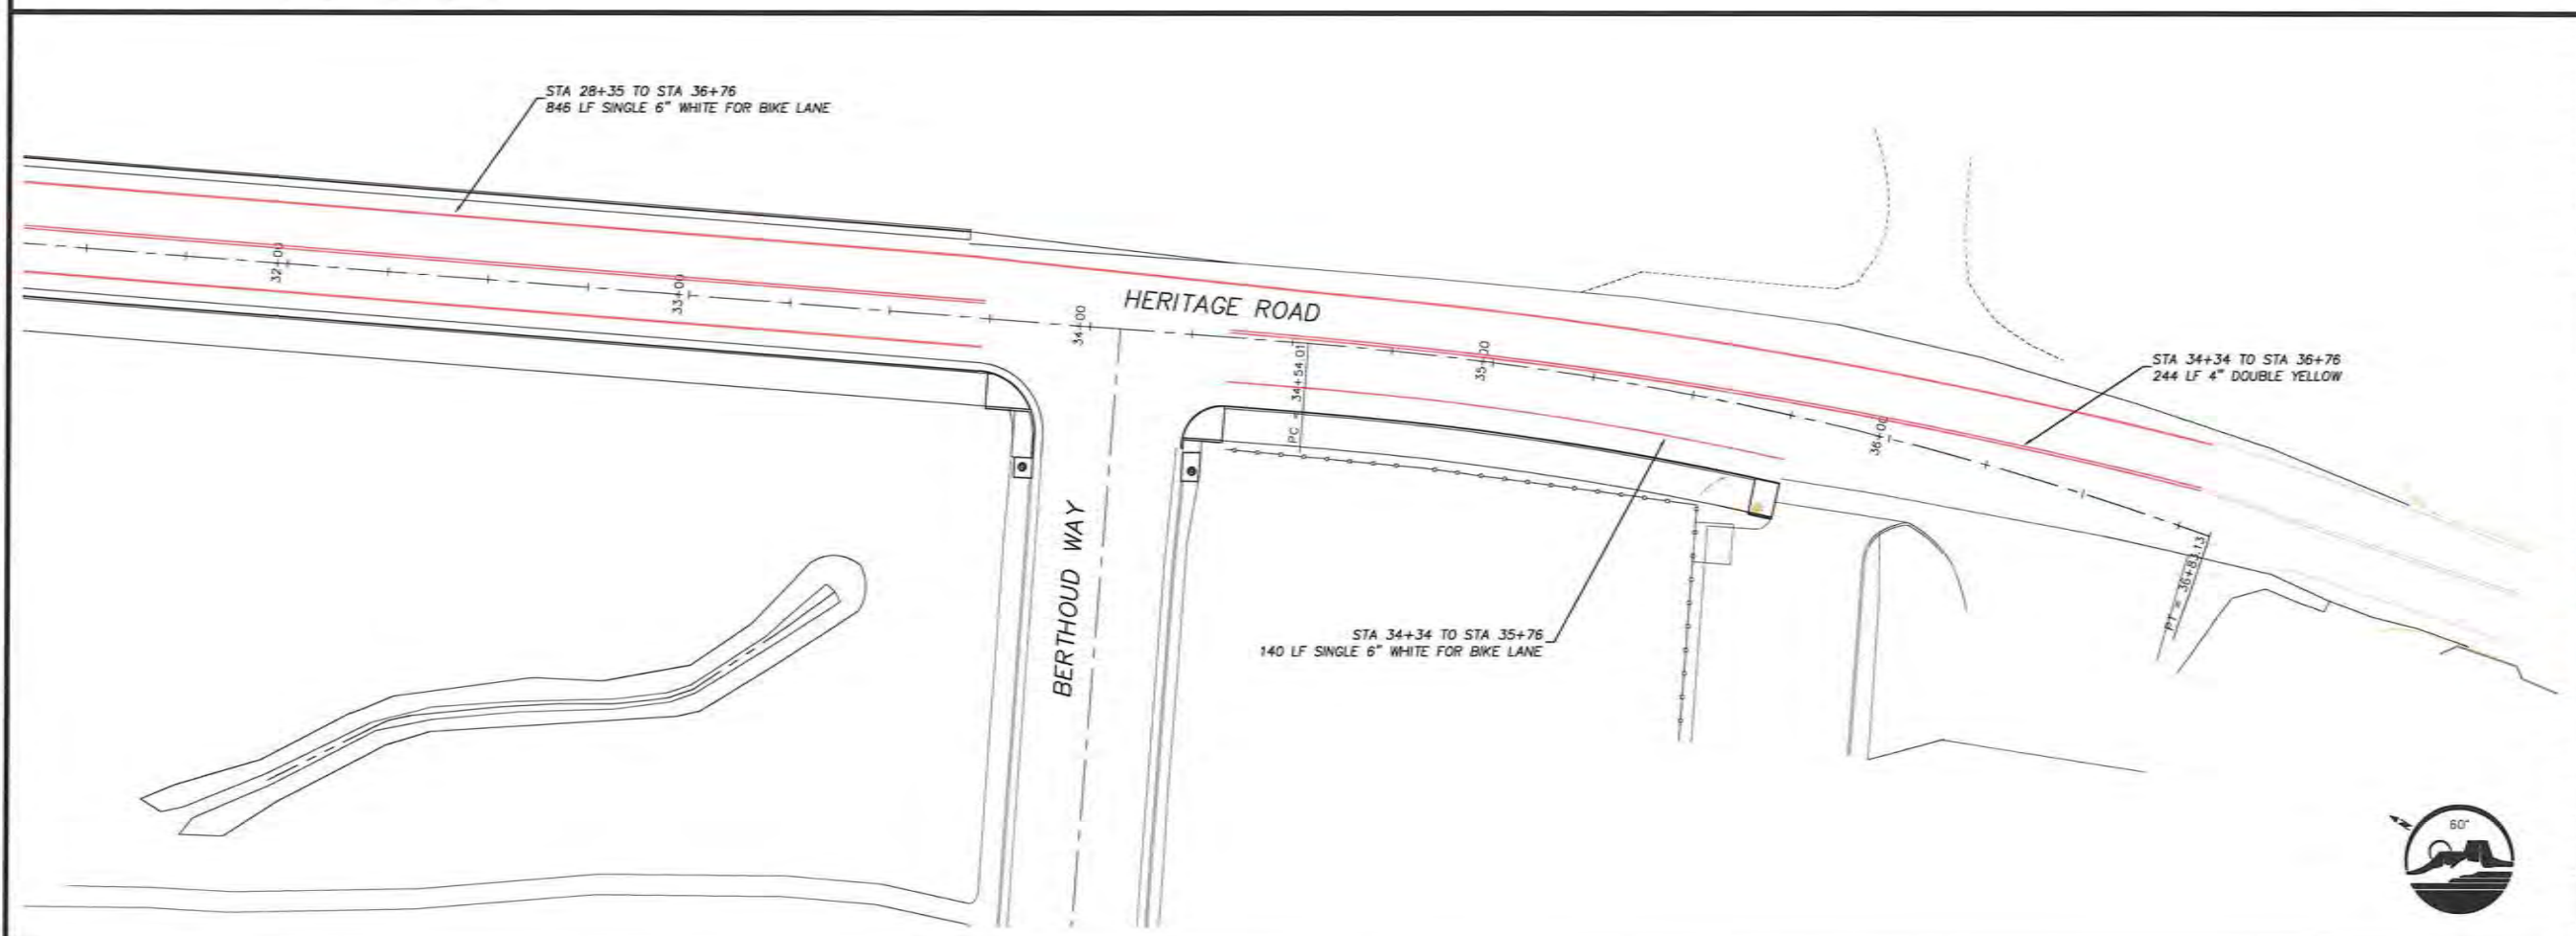 STA 28+35 TO STA 36+76
846 LF SINGLE 6" WHITE FOR BIKE LANE
32+00
33+00
34+00
HERITAGE ROAD
PC = 34+54.01
35+00
36+00
STA 34+34 TO STA 36+76
244 LF 4" DOUBLE YELLOW
PT = 36+83.13
BERTHOUD WAY
STA 34+34 TO STA 35+76
140 LF SINGLE 6" WHITE FOR BIKE LANE
N
60°